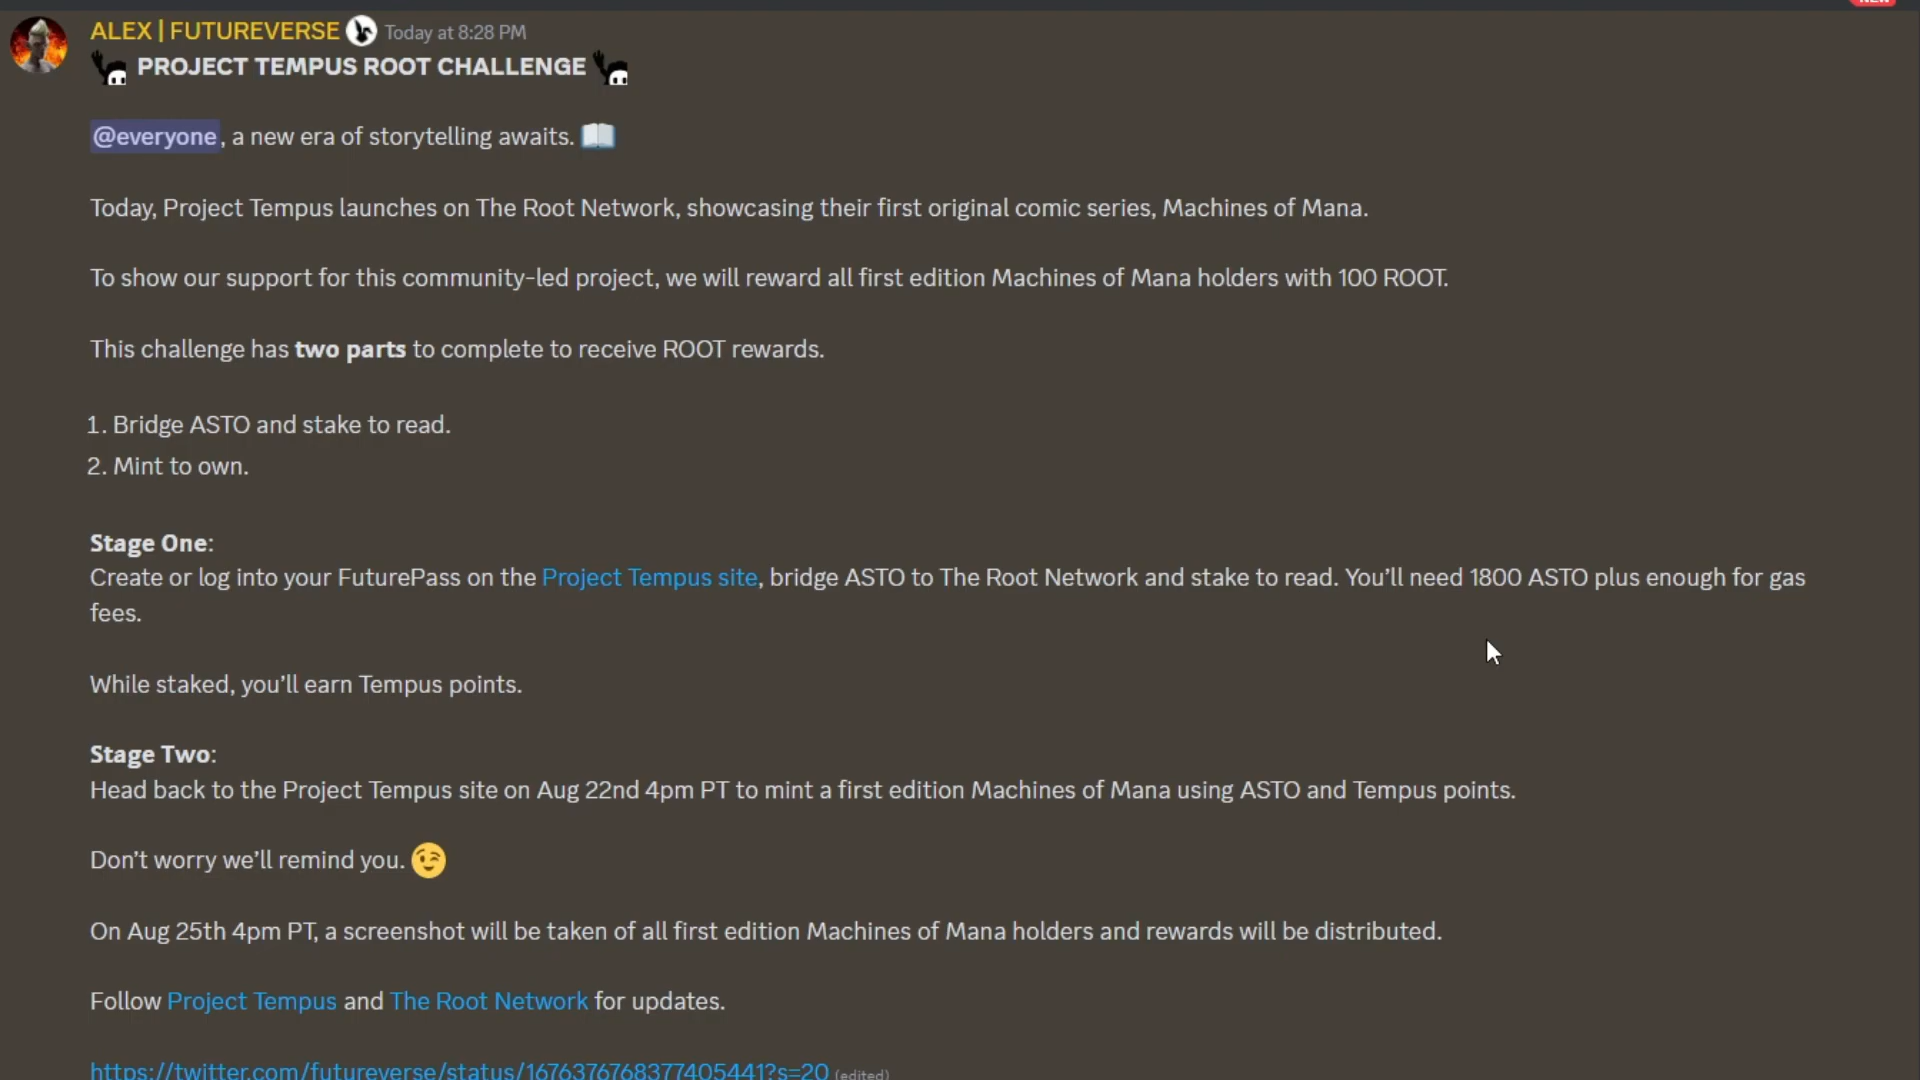 NEW
ALEX | FUTUREVERSE Today at 8:28 PM
PROJECT TEMPUS ROOT CHALLENGE
@everyone, a new era of storytelling awaits.
Today, Project Tempus launches on The Root Network, showcasing their first original comic series, Machines of Mana.
To show our support for this community-led project, we will reward all first edition Machines of Mana holders with 100 ROOT.
This challenge has two parts to complete to receive ROOT rewards.
1. Bridge ASTO and stake to read.
2. Mint to own.
Stage One:
Create or log into your FuturePass on the Project Tempus site, bridge ASTO to The Root Network and stake to read. You’ll need 1800 ASTO plus enough for gas
fees.
While staked, you’ll earn Tempus points.
Stage Two:
Head back to the Project Tempus site on Aug 22nd 4pm PT to mint a first edition Machines of Mana using ASTO and Tempus points.
Don’t worry we’ll remind you.
On Aug 25th 4pm PT, a screenshot will be taken of all first edition Machines of Mana holders and rewards will be distributed.
Follow Project Tempus and The Root Network for updates.
https://twitter.com/futureverse/status/1676376768377405441?s=20 (edited)